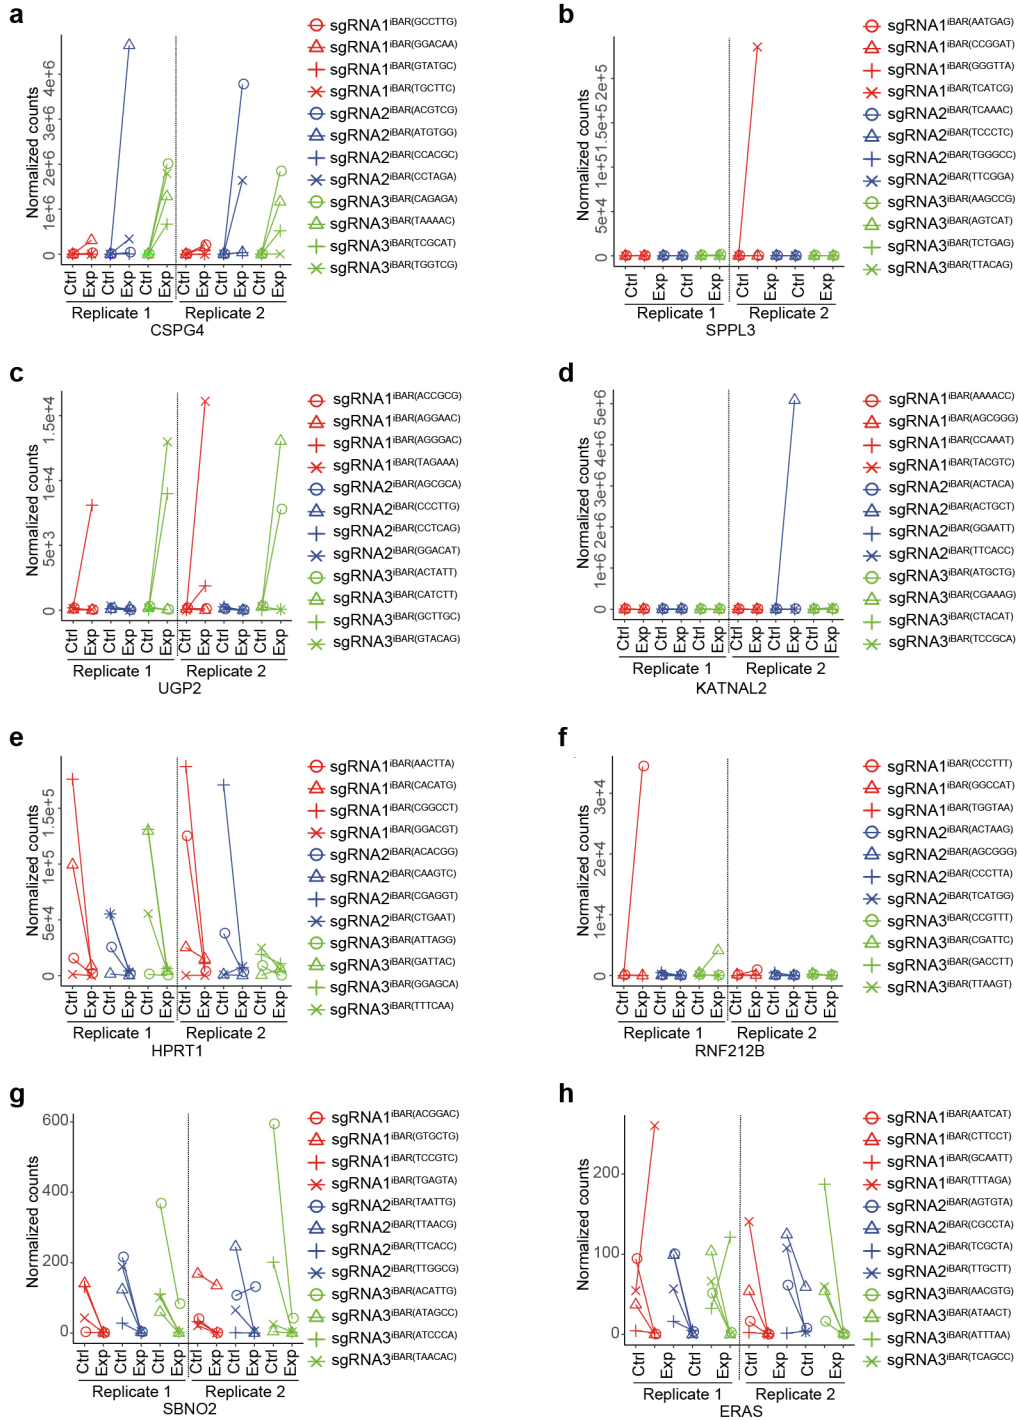 a
Normalized counts
0
1e+6
2e+6
3e+6
4e+6
Ctrl Exp Ctrl Exp Ctrl Exp Ctrl Exp Ctrl Exp Ctrl Exp
Replicate 1 Replicate 2
CSPG4
sgRNA1iBAR(GCCTTG)
sgRNA1iBAR(GGACAA)
sgRNA1iBAR(GTATGC)
sgRNA1iBAR(TGCTTC)
sgRNA2iBAR(ACGTCG)
sgRNA2iBAR(ATGTGG)
sgRNA2iBAR(CCACGC)
sgRNA2iBAR(CCTAGA)
sgRNA3iBAR(CAGAGA)
sgRNA3iBAR(TAAAAC)
sgRNA3iBAR(TCGCAT)
sgRNA3iBAR(TGGTCG)
b
Normalized counts
0
5e+4
1e+5
1.5e+5
2e+5
Ctrl Exp Ctrl Exp Ctrl Exp Ctrl Exp
Replicate 1 Replicate 2
SPPL3
sgRNA1iBAR(AATGAG)
sgRNA1iBAR(CCGGAT)
sgRNA1iBAR(GGGTTA)
sgRNA1iBAR(TCATCG)
sgRNA2iBAR(TCAAAC)
sgRNA2iBAR(TCCCTC)
sgRNA2iBAR(TGGGCC)
sgRNA2iBAR(TTCGGA)
sgRNA3iBAR(AAGCCG)
sgRNA3iBAR(AGTCAT)
sgRNA3iBAR(TCTGAG)
sgRNA3iBAR(TTACAG)
c
Normalized counts
0
5e+3
1e+4
1.5e+4
Ctrl Exp Ctrl Exp Ctrl Exp Ctrl Exp Ctrl Exp Ctrl Exp
Replicate 1 Replicate 2
UGP2
sgRNA1iBAR(ACCGCG)
sgRNA1iBAR(AGGAAC)
sgRNA1iBAR(AGGGAC)
sgRNA1iBAR(TAGAAA)
sgRNA2iBAR(AGCGCA)
sgRNA2iBAR(CCCTTG)
sgRNA2iBAR(CCTCAG)
sgRNA2iBAR(GGACAT)
sgRNA3iBAR(ACTATT)
sgRNA3iBAR(CATCTT)
sgRNA3iBAR(GCTTGC)
sgRNA3iBAR(GTACAG)
d
Normalized counts
0
1e+6
2e+6
3e+6
4e+6
5e+6
Ctrl Exp Ctrl Exp Ctrl Exp Ctrl Exp Ctrl Exp Ctrl Exp
Replicate 1 Replicate 2
KATNAL2
sgRNA1iBAR(AAAACC)
sgRNA1iBAR(AGCGGG)
sgRNA1iBAR(CCAAAT)
sgRNA1iBAR(TACGTC)
sgRNA2iBAR(ACTACA)
sgRNA2iBAR(ACTGCT)
sgRNA2iBAR(GGAATT)
sgRNA2iBAR(TTCACC)
sgRNA3iBAR(ATGCTG)
sgRNA3iBAR(CGAAAG)
sgRNA3iBAR(CTACAT)
sgRNA3iBAR(TCCGCA)
e
Normalized counts
0
5e+4
1e+5
1.5e+5
Ctrl Exp Ctrl Exp Ctrl Exp Ctrl Exp Ctrl Exp Ctrl Exp
Replicate 1 Replicate 2
HPRT1
sgRNA1iBAR(AACTTA)
sgRNA1iBAR(CACATG)
sgRNA1iBAR(CGGCCT)
sgRNA1iBAR(GGACGT)
sgRNA2iBAR(ACACGG)
sgRNA2iBAR(CAAGTC)
sgRNA2iBAR(CGAGGT)
sgRNA2iBAR(CTGAAT)
sgRNA3iBAR(ATTAGG)
sgRNA3iBAR(GATTAC)
sgRNA3iBAR(GGAGCA)
sgRNA3iBAR(TTTCAA)
f
Normalized counts
0
1e+4
2e+4
3e+4
Ctrl Exp Ctrl Exp Ctrl Exp Ctrl Exp Ctrl Exp Ctrl Exp
Replicate 1 Replicate 2
RNF212B
sgRNA1iBAR(CCCTTT)
sgRNA1iBAR(GGCCAT)
sgRNA1iBAR(TGGTAA)
sgRNA2iBAR(ACTAAG)
sgRNA2iBAR(AGCGGG)
sgRNA2iBAR(CCCTTA)
sgRNA2iBAR(TCATGG)
sgRNA3iBAR(CCGTTT)
sgRNA3iBAR(CGATTC)
sgRNA3iBAR(GACCTT)
sgRNA3iBAR(TTAAGT)
g
Normalized counts
0
200
400
600
Ctrl Exp Ctrl Exp Ctrl Exp Ctrl Exp Ctrl Exp Ctrl Exp
Replicate 1 Replicate 2
SBNO2
sgRNA1iBAR(ACGGAC)
sgRNA1iBAR(GTGCTG)
sgRNA1iBAR(TCCGTC)
sgRNA1iBAR(TGAGTA)
sgRNA2iBAR(TAATTG)
sgRNA2iBAR(TTAACG)
sgRNA2iBAR(TTCACC)
sgRNA2iBAR(TTGGCG)
sgRNA3iBAR(ACATTG)
sgRNA3iBAR(ATAGCC)
sgRNA3iBAR(ATCCCA)
sgRNA3iBAR(TAACAC)
h
Normalized counts
0
100
200
Ctrl Exp Ctrl Exp Ctrl Exp Ctrl Exp
Replicate 1 Replicate 2
ERAS
sgRNA1iBAR(AATCAT)
sgRNA1iBAR(CTTCCT)
sgRNA1iBAR(GCAATT)
sgRNA1iBAR(TTTAGA)
sgRNA2iBAR(AGTGTA)
sgRNA2iBAR(CGCCTA)
sgRNA2iBAR(TCGCTA)
sgRNA2iBAR(TTGCTT)
sgRNA3iBAR(AACGTG)
sgRNA3iBAR(ATAACT)
sgRNA3iBAR(ATTTAA)
sgRNA3iBAR(TCAGCC)